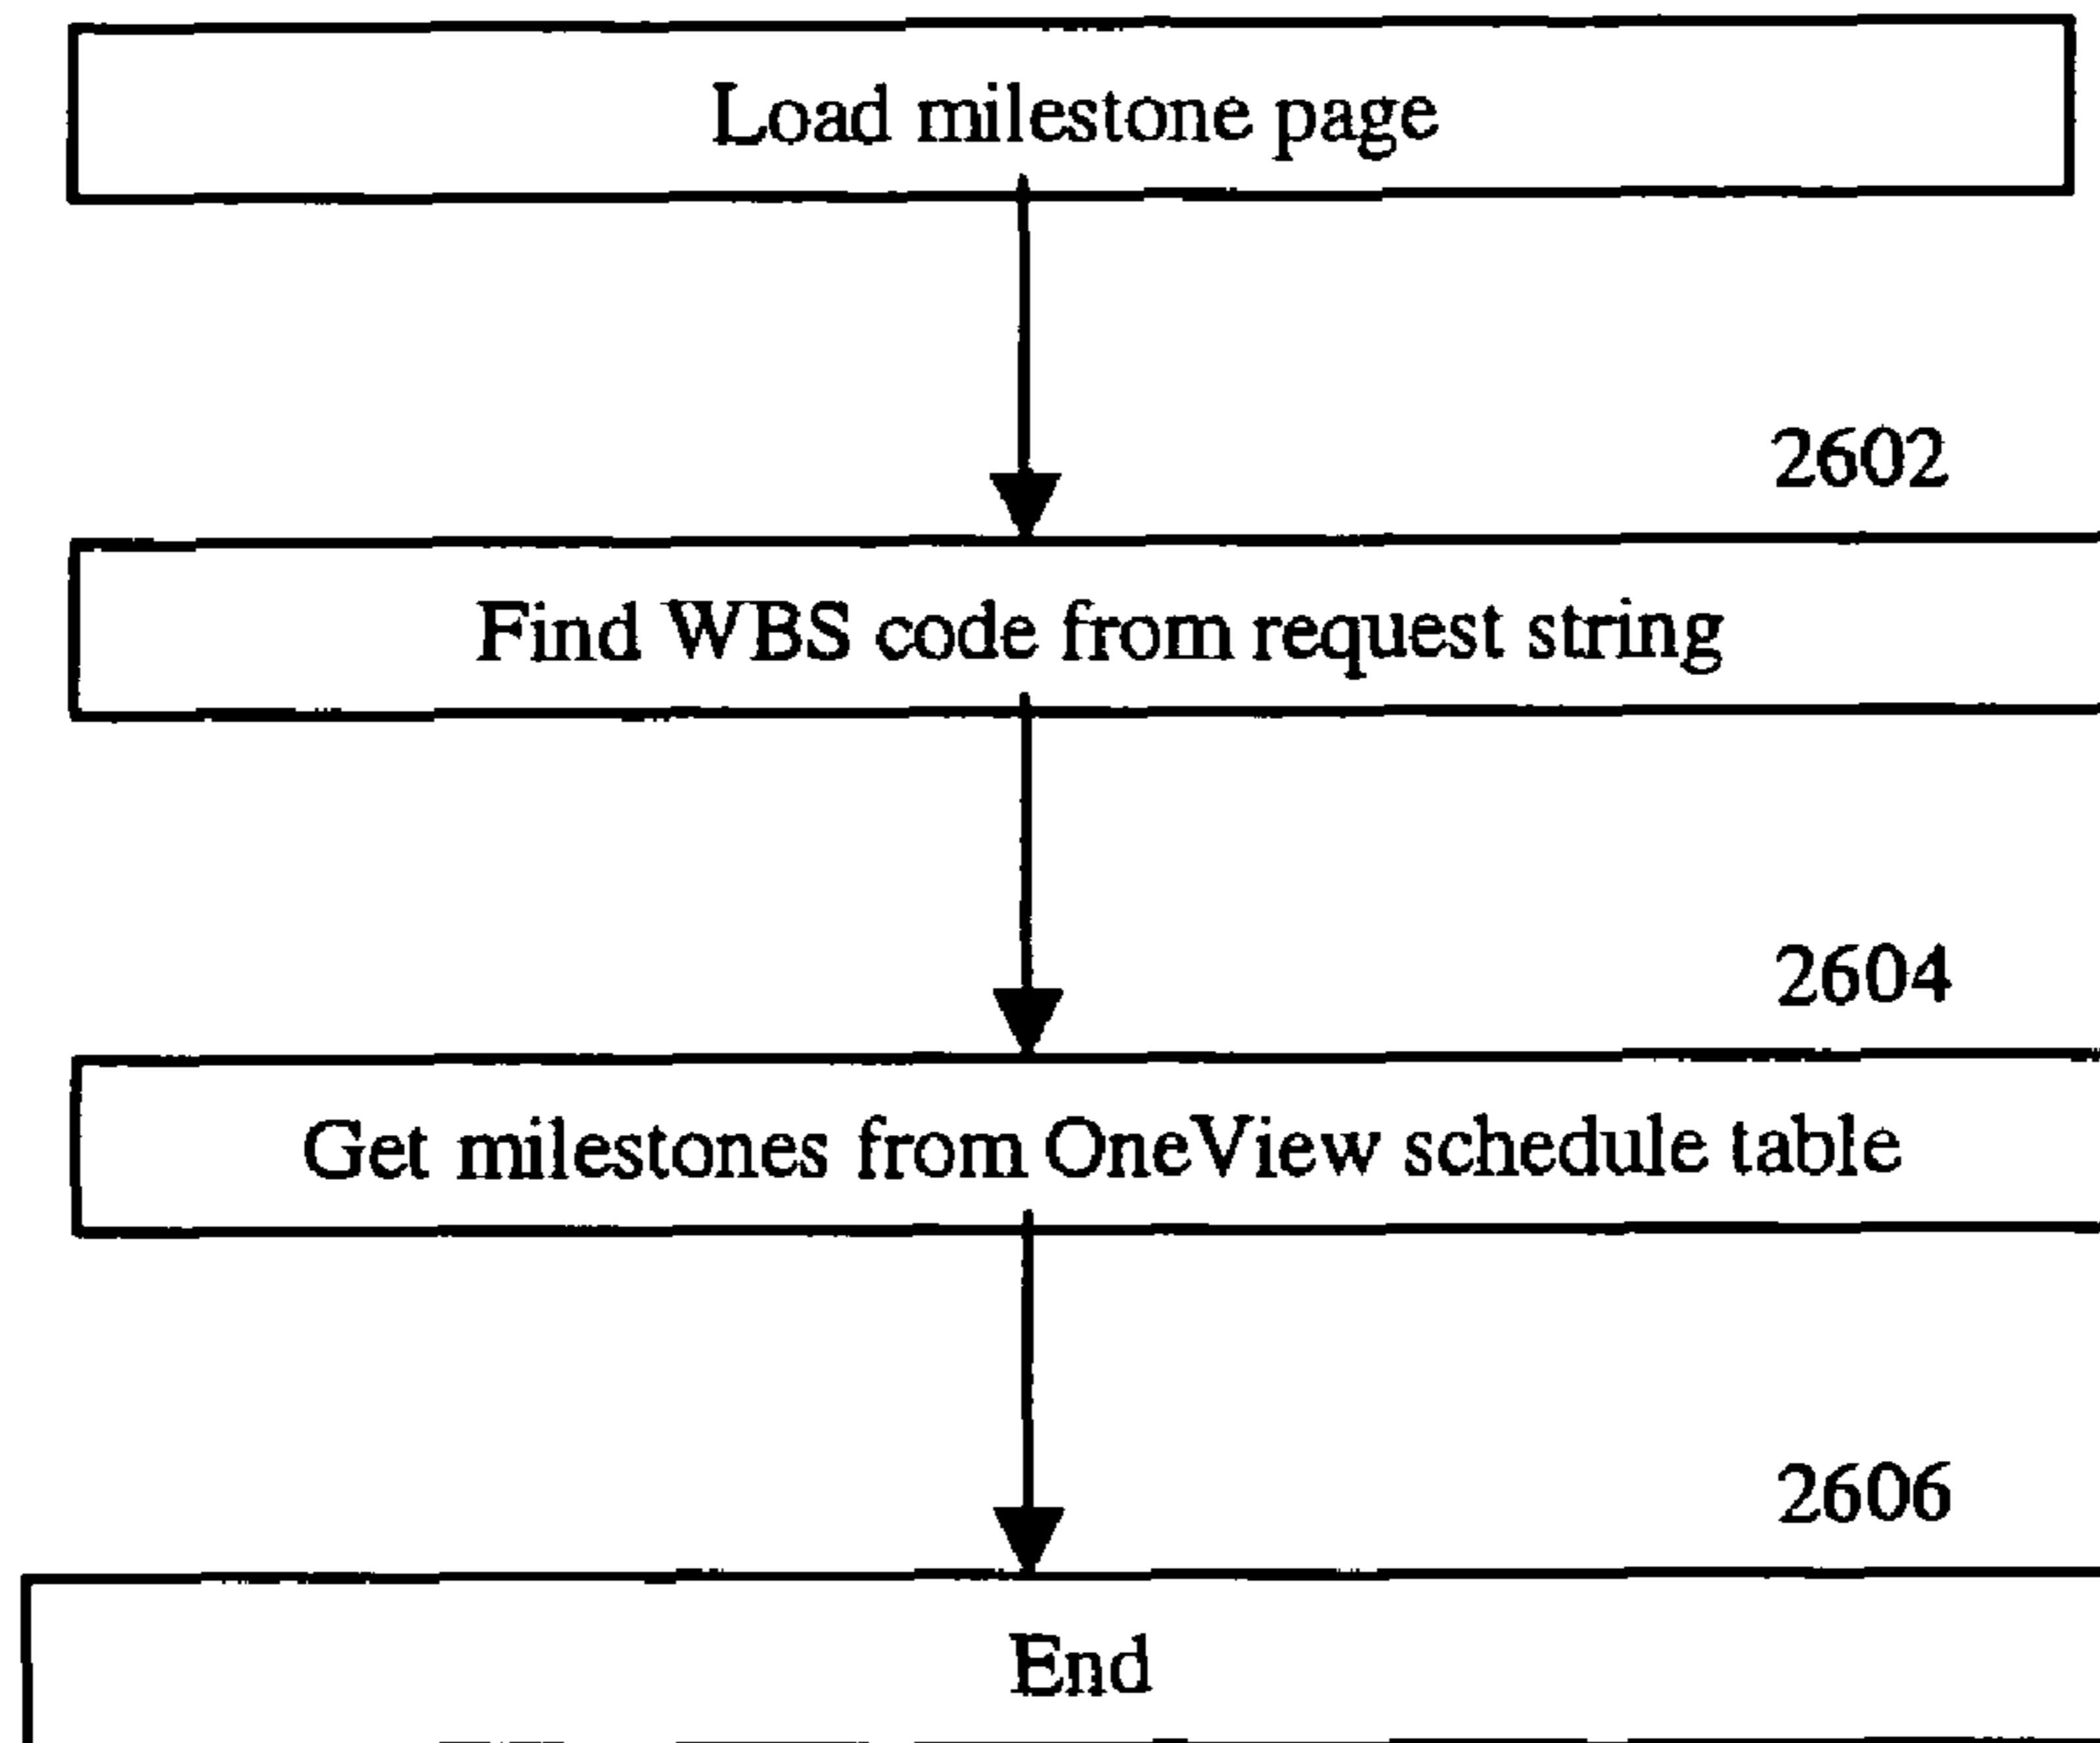 Load milestone page
2602
Find WBS code from request string
2604
Get milestones from OneView schedule table
2606
End